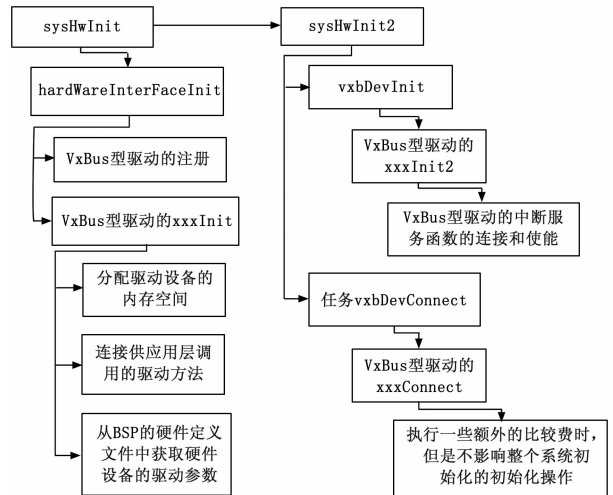 sysHwInit
sysHwInit2
hardWareInterFaceInit
vxbDevInit
VxBus型驱动的注册
VxBus型驱动的
xxxInit2
VxBus型驱动的xxxInit
VxBus型驱动的中断服
务函数的连接和使能
分配驱动设备的
内存空间
任务vxbDevConnect
连接供应用层调
用的驱动方法
VxBus型驱动的
xxxConnect
从BSP的硬件定义
文件中获取硬件
设备的驱动参数
执行一些额外的比较费时，
但是不影响整个系统初
始化的初始化操作